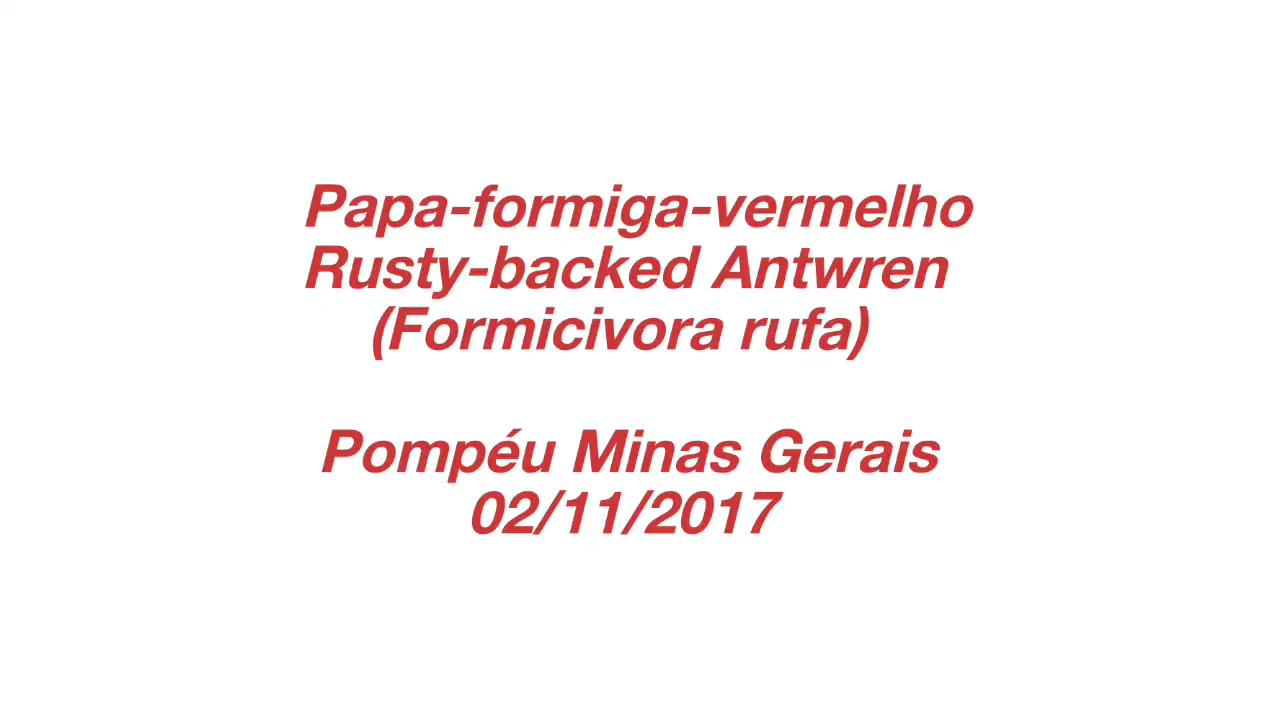 Papa-formiga-vermelho
Rusty-backed Antwren
(Formicivora rufa)
Pompéu Minas Gerais
02/11/2017